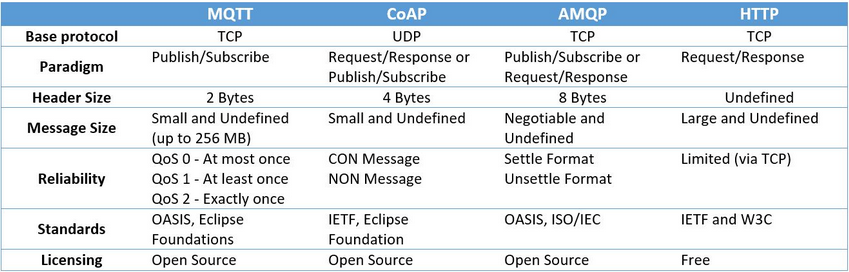 MQTT CoAP AMQP HTTP
Base protocol TCP UDP TCP TCP
Paradigm Publish/Subscribe Request/Response or Publish/Subscribe Publish/Subscribe or Request/Response Request/Response
Header Size 2 Bytes 4 Bytes 8 Bytes Undefined
Message Size Small and Undefined (up to 256 MB) Small and Undefined Negotiable and Undefined Large and Undefined
Reliability QoS 0 - At most once QoS 1 - At least once QoS 2 - Exactly once CON Message NON Message Settle Format Unsettle Format Limited (via TCP)
Standards OASIS, Eclipse Foundations IETF, Eclipse Foundation OASIS, ISO/IEC IETF and W3C
Licensing Open Source Open Source Open Source Free